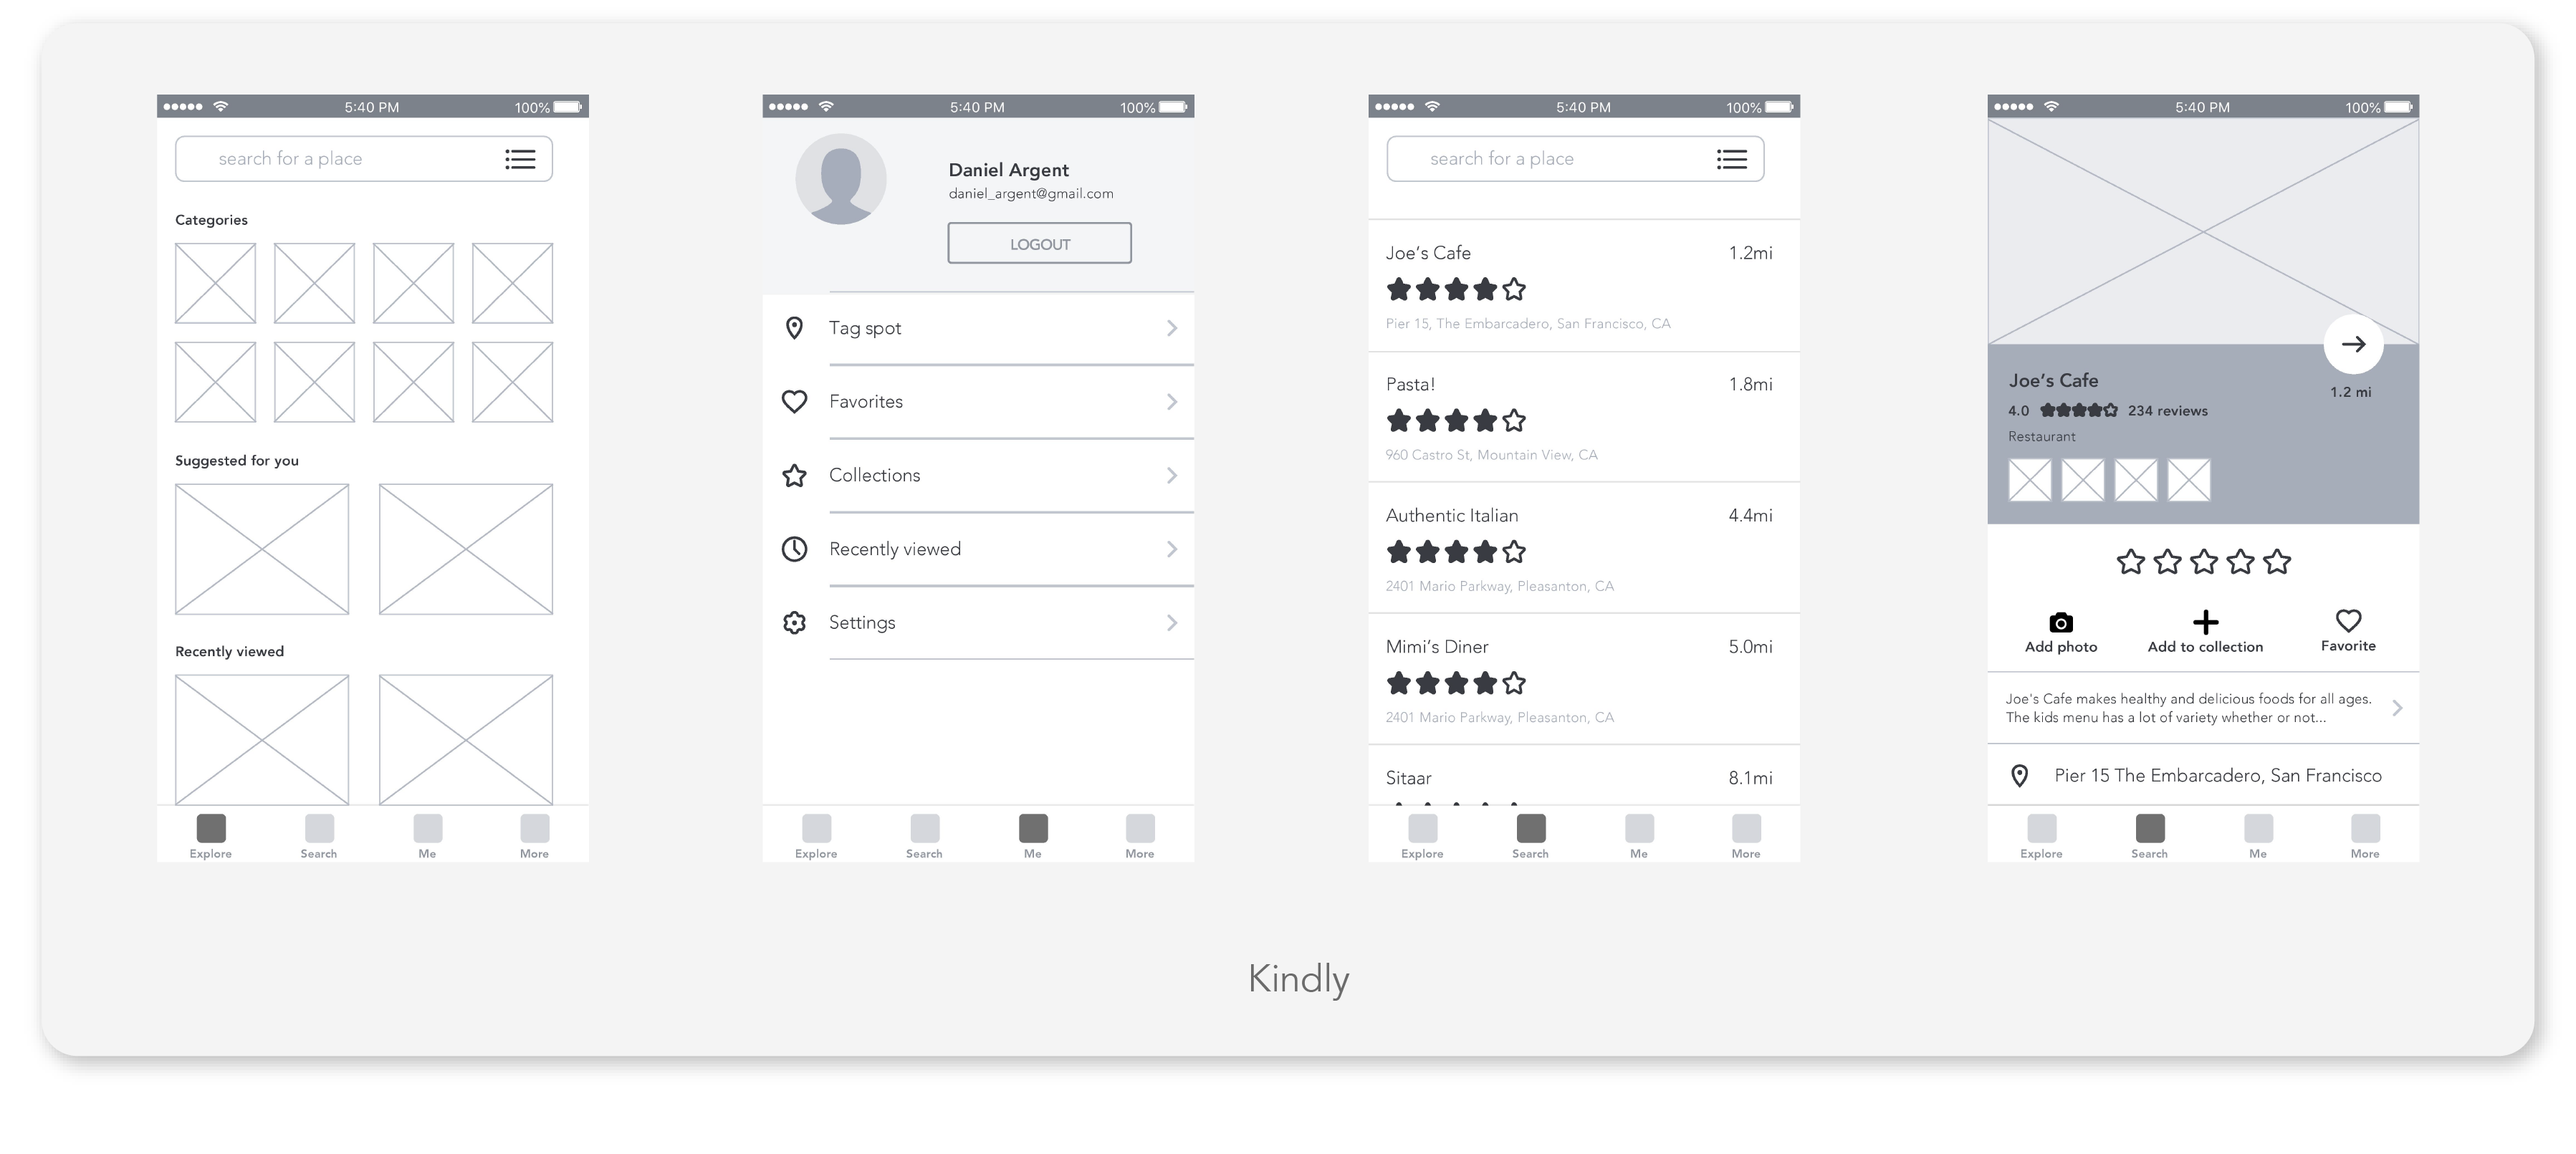 5:40 PM 100%
search for a place
Categories
Suggested for you
Recently viewed
Explore Search Me More
5:40 PM 100%
Daniel Argent
daniel_argent@gmail.com
LOGOUT
Tag spot
Favorites
Collections
Recently viewed
Settings
Explore Search Me More
5:40 PM 100%
search for a place
Joe’s Cafe 1.2mi
Pier 15, The Embarcadero, San Francisco, CA
Pasta! 1.8mi
960 Castro St, Mountain View, CA
Authentic Italian 4.4mi
2401 Mario Parkway, Pleasanton, CA
Mimi’s Diner 5.0mi
2401 Mario Parkway, Pleasanton, CA
Sitaar 8.1mi
Explore Search Me More
5:40 PM 100%
Joe’s Cafe
1.2 mi
4.0 234 reviews
Restaurant
Add photo Add to collection Favorite
Joe's Cafe makes healthy and delicious foods for all ages.
The kids menu has a lot of variety whether or not...
Pier 15 The Embarcadero, San Francisco
Explore Search Me More
Kindly